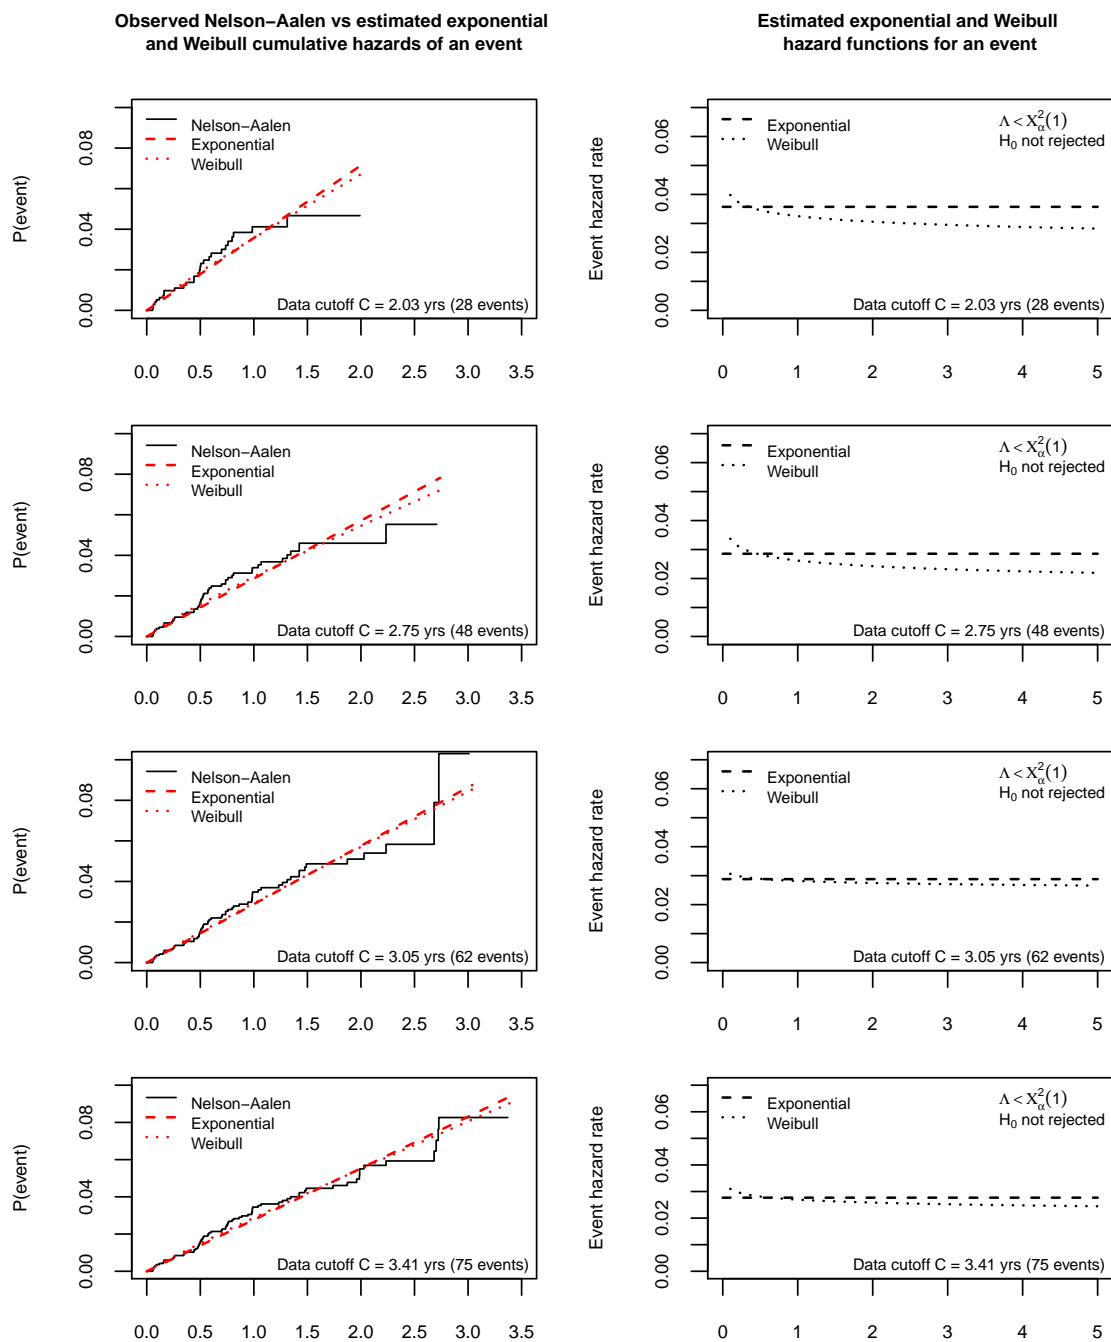 Observed Nelson−Aalen vs estimated exponential
and Weibull cumulative hazards of an event
Estimated exponential and Weibull
hazard functions for an event
P(event)
0.00 0.04 0.08
Nelson−Aalen
Exponential
Weibull
Data cutoff C = 2.03 yrs (28 events)
0.0 0.5 1.0 1.5 2.0 2.5 3.0 3.5
Event hazard rate
0.00 0.02 0.04 0.06
Exponential
Weibull
Λ < X²α(1)
H₀ not rejected
Data cutoff C = 2.03 yrs (28 events)
0 1 2 3 4 5
P(event)
0.00 0.04 0.08
Nelson−Aalen
Exponential
Weibull
Data cutoff C = 2.75 yrs (48 events)
0.0 0.5 1.0 1.5 2.0 2.5 3.0 3.5
Event hazard rate
0.00 0.02 0.04 0.06
Exponential
Weibull
Λ < X²α(1)
H₀ not rejected
Data cutoff C = 2.75 yrs (48 events)
0 1 2 3 4 5
P(event)
0.00 0.04 0.08
Nelson−Aalen
Exponential
Weibull
Data cutoff C = 3.05 yrs (62 events)
0.0 0.5 1.0 1.5 2.0 2.5 3.0 3.5
Event hazard rate
0.00 0.02 0.04 0.06
Exponential
Weibull
Λ < X²α(1)
H₀ not rejected
Data cutoff C = 3.05 yrs (62 events)
0 1 2 3 4 5
P(event)
0.00 0.04 0.08
Nelson−Aalen
Exponential
Weibull
Data cutoff C = 3.41 yrs (75 events)
0.0 0.5 1.0 1.5 2.0 2.5 3.0 3.5
Event hazard rate
0.00 0.02 0.04 0.06
Exponential
Weibull
Λ < X²α(1)
H₀ not rejected
Data cutoff C = 3.41 yrs (75 events)
0 1 2 3 4 5